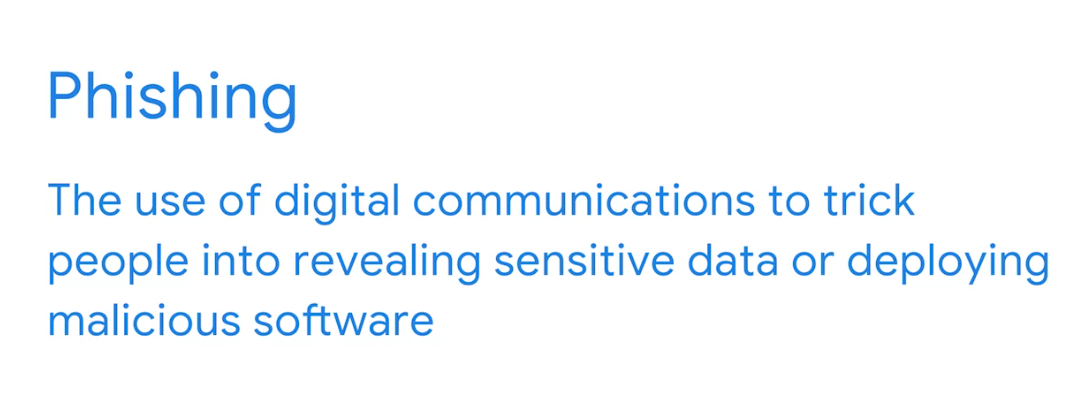 Phishing
The use of digital communications to trick
people into revealing sensitive data or deploying
malicious software